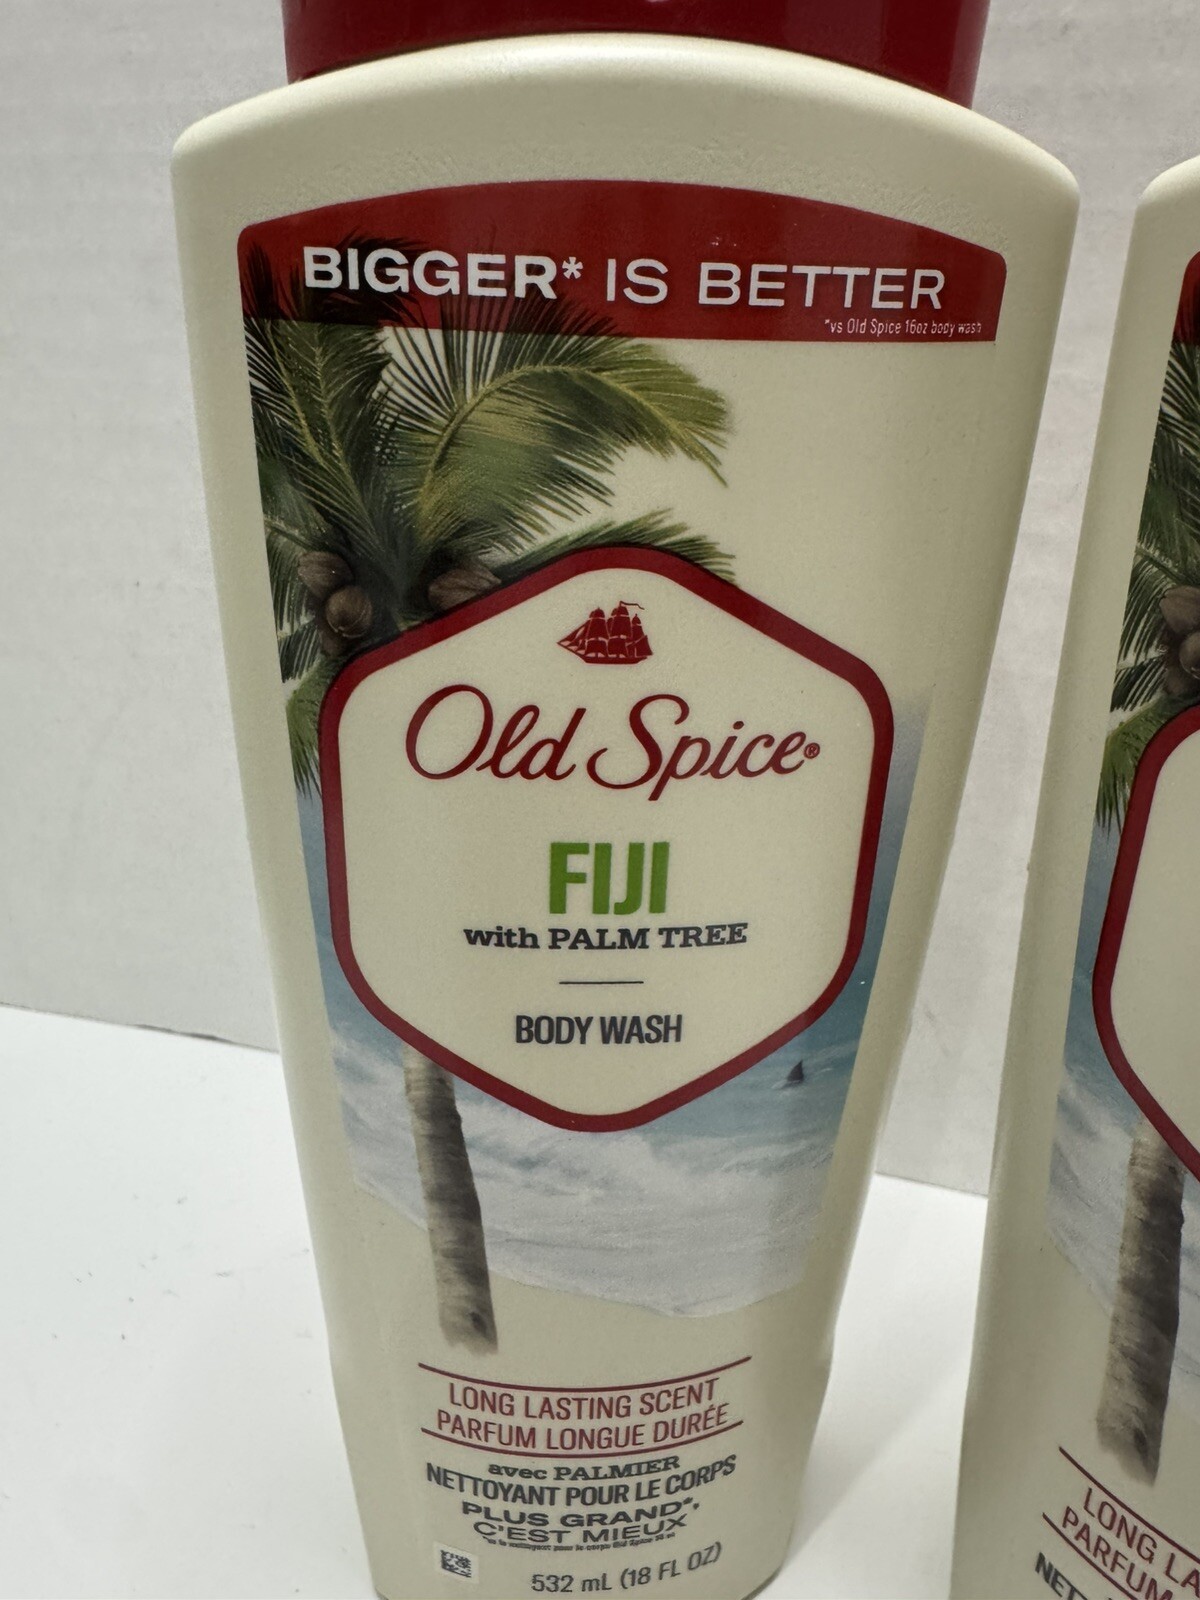 BIGGER* IS BETTER
*vs Old Spice 16oz body wash
Old Spice®
FIJI
with PALM TREE
BODY WASH
LONG LASTING SCENT
PARFUM LONGUE DURÉE
avec PALMIER
NETTOYANT POUR LE CORPS
PLUS GRAND*,
C'EST MIEUX
532 mL (18 FL OZ)
LONG LA
PARFUM
NET